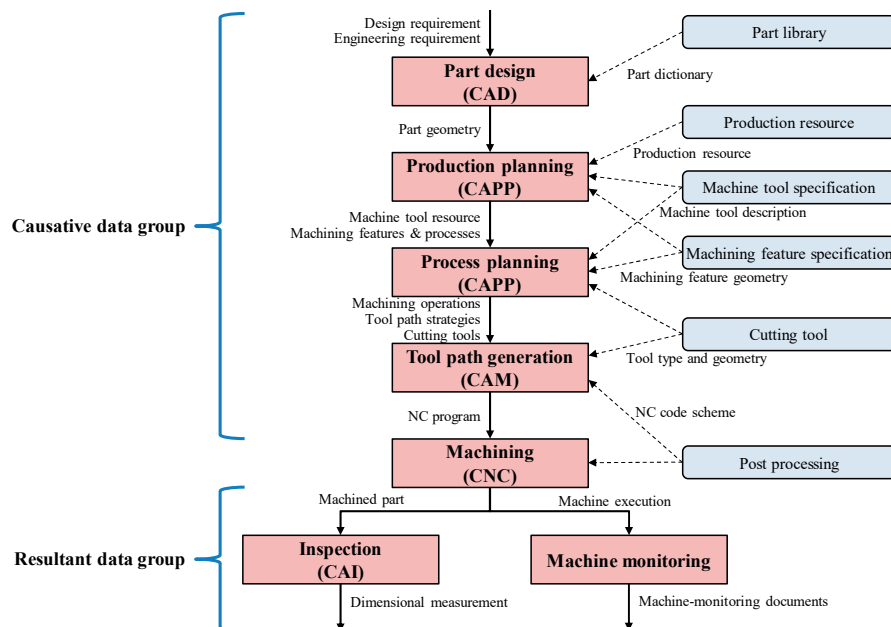 Design requirement
Engineering requirement
Part library
Part design
(CAD)
Part dictionary
Part geometry
Production resource
Production resource
Production planning
(CAPP)
Machine tool specification
Machine tool description
Machine tool resource
Machining features & processes
Causative data group
Machining feature specification
Process planning
(CAPP)
Machining feature geometry
Machining operations
Tool path strategies
Cutting tools
Cutting tool
Tool path generation
(CAM)
Tool type and geometry
NC program
NC code scheme
Machining
(CNC)
Post processing
Machined part
Machine execution
Resultant data group
Inspection
(CAI)
Machine monitoring
Dimensional measurement
Machine-monitoring documents